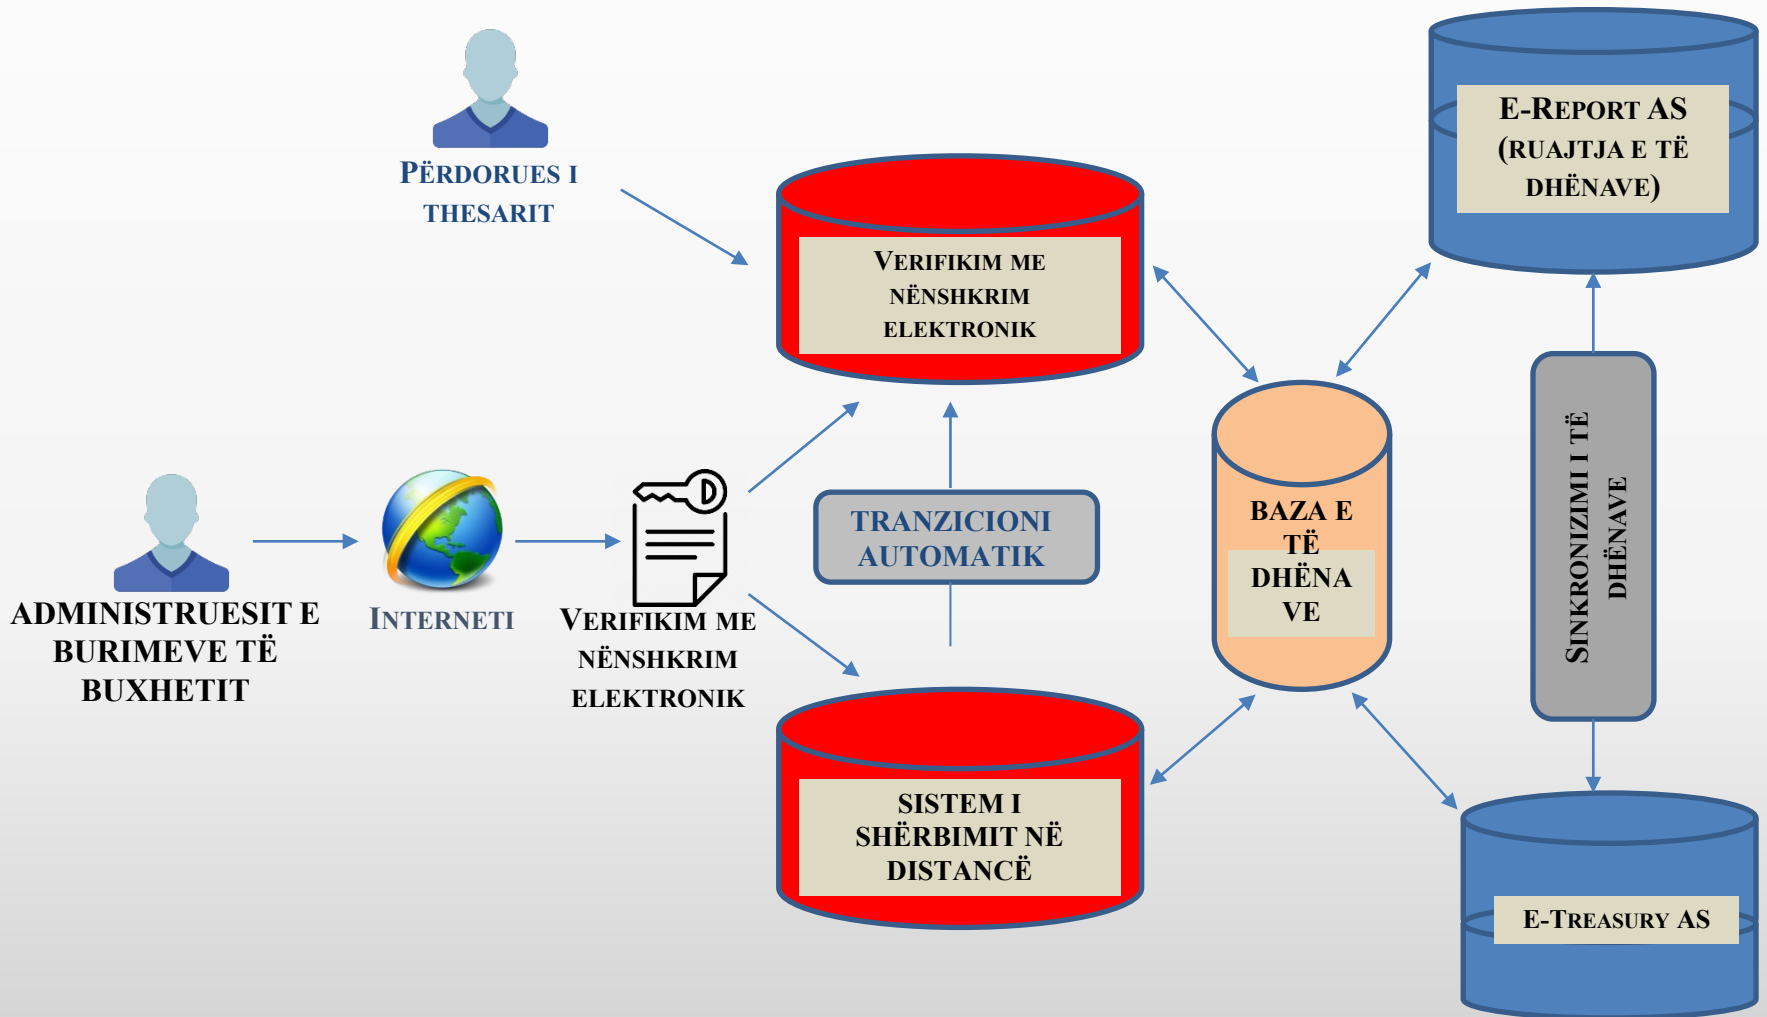 PËRDORUES I
THESARIT
E-REPORT AS
(RUAJTJA E TË
DHËNAVE)
VERIFIKIM ME
NËNSHKRIM
ELEKTRONIK
ADMINISTRUESIT E
BURIMEVE TË
BUXHETIT
INTERNETI
VERIFIKIM ME
NËNSHKRIM
ELEKTRONIK
TRANZICIONI
AUTOMATIK
BAZA E
TË
DHËNA
VE
SINKRONIZIMI I TË
DHËNAVE
SISTEM I
SHËRBIMIT NË
DISTANCË
E-TREASURY AS